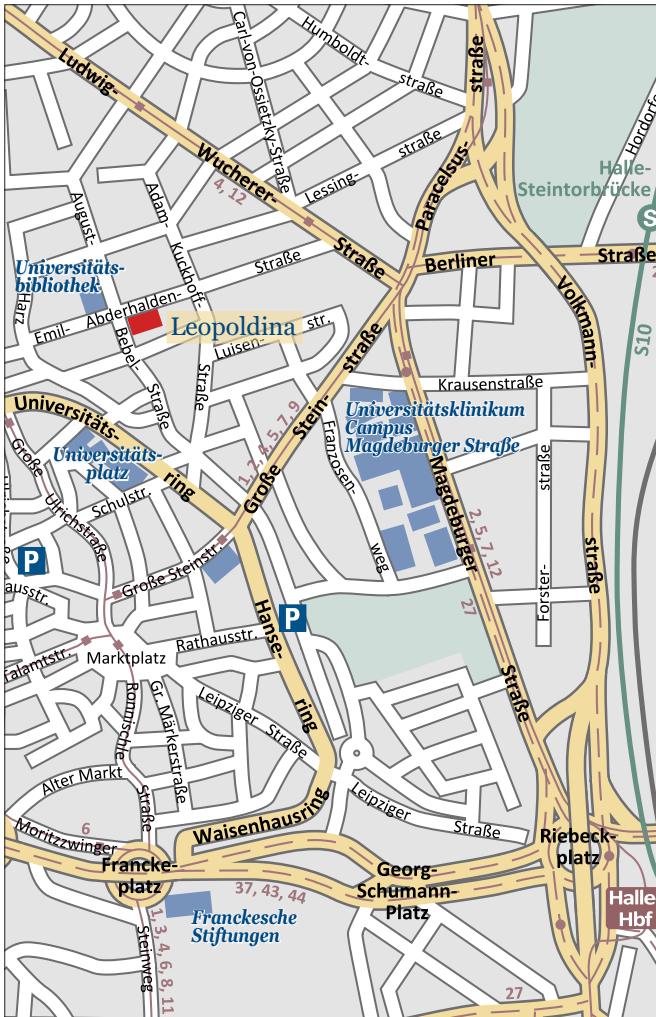 Ludwig-
Wucherer-
Straße
4, 12
Carl-von-Ossietzky-Straße
Humboldt-
straße
straße
Lessing-
straße
Paracelsus-
Hordorfer
Halle-
Steintorbrücke
S
S10
Berliner
Straße
Volkmann-
straße
August-
Bebel-
Straße
Adam-
Kuckhoff-
Straße
Universitäts-
bibliothek
Harz
Emil-
Abderhalden-
Straße
Leopoldina
Luisen-
str.
Große
Stein-
straße
1, 2, 4, 5, 7, 9
Krausenstraße
Universitätsklinikum
Campus
Magdeburger Straße
Franzosen-
weg
Magdeburger
Straße
2, 5, 7, 12
27
Forster-
straße
Universitäts-
ring
Universitäts-
platz
Große
Ulrichstraße
Schulstr.
P
Große Steinstr.
P
Hanse-
ring
Rathausstr.
Marktplatz
Talamtstr.
Leipziger Straße
Gr. Märkerstraße
Alter Markt
Straße
Leipziger
Straße
Waisenhausring
Moritzzwinger
6
Francke-
platz
37, 43, 44
Georg-
Schumann-
Platz
Riebeck-
platz
Halle
Hbf
Franckesche
Stiftungen
1, 3, 4, 6, 8, 11
Steinweg
27